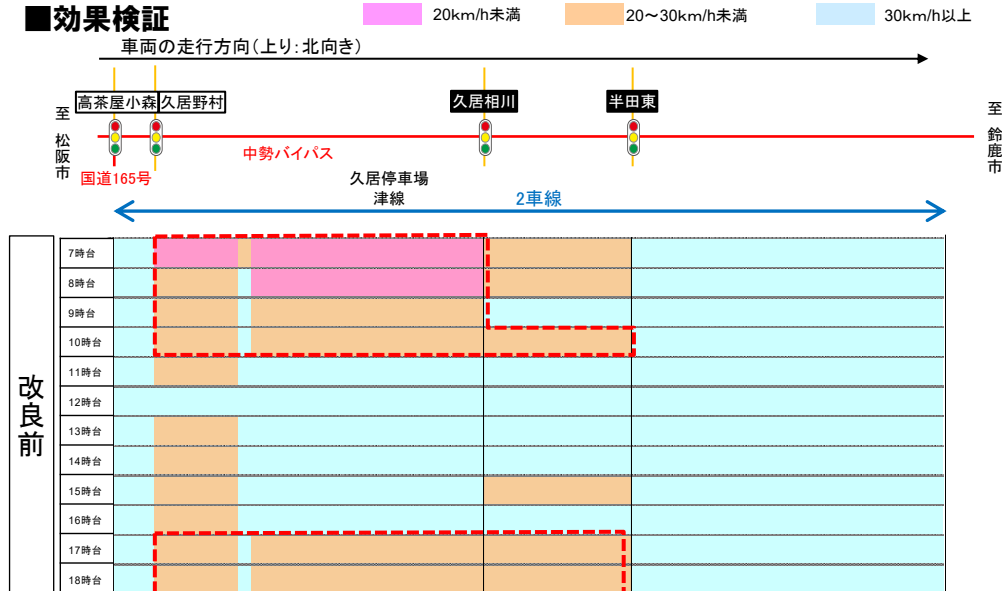 ■効果検証
20km/h未満
20～30km/h未満
30km/h以上
車両の走行方向(上り:北向き)
至 松阪市
高茶屋小森
久居野村
久居相川
半田東
至 鈴鹿市
中勢バイパス
国道165号
久居停車場
津線
2車線
改良前
7時台
8時台
9時台
10時台
11時台
12時台
13時台
14時台
15時台
16時台
17時台
18時台